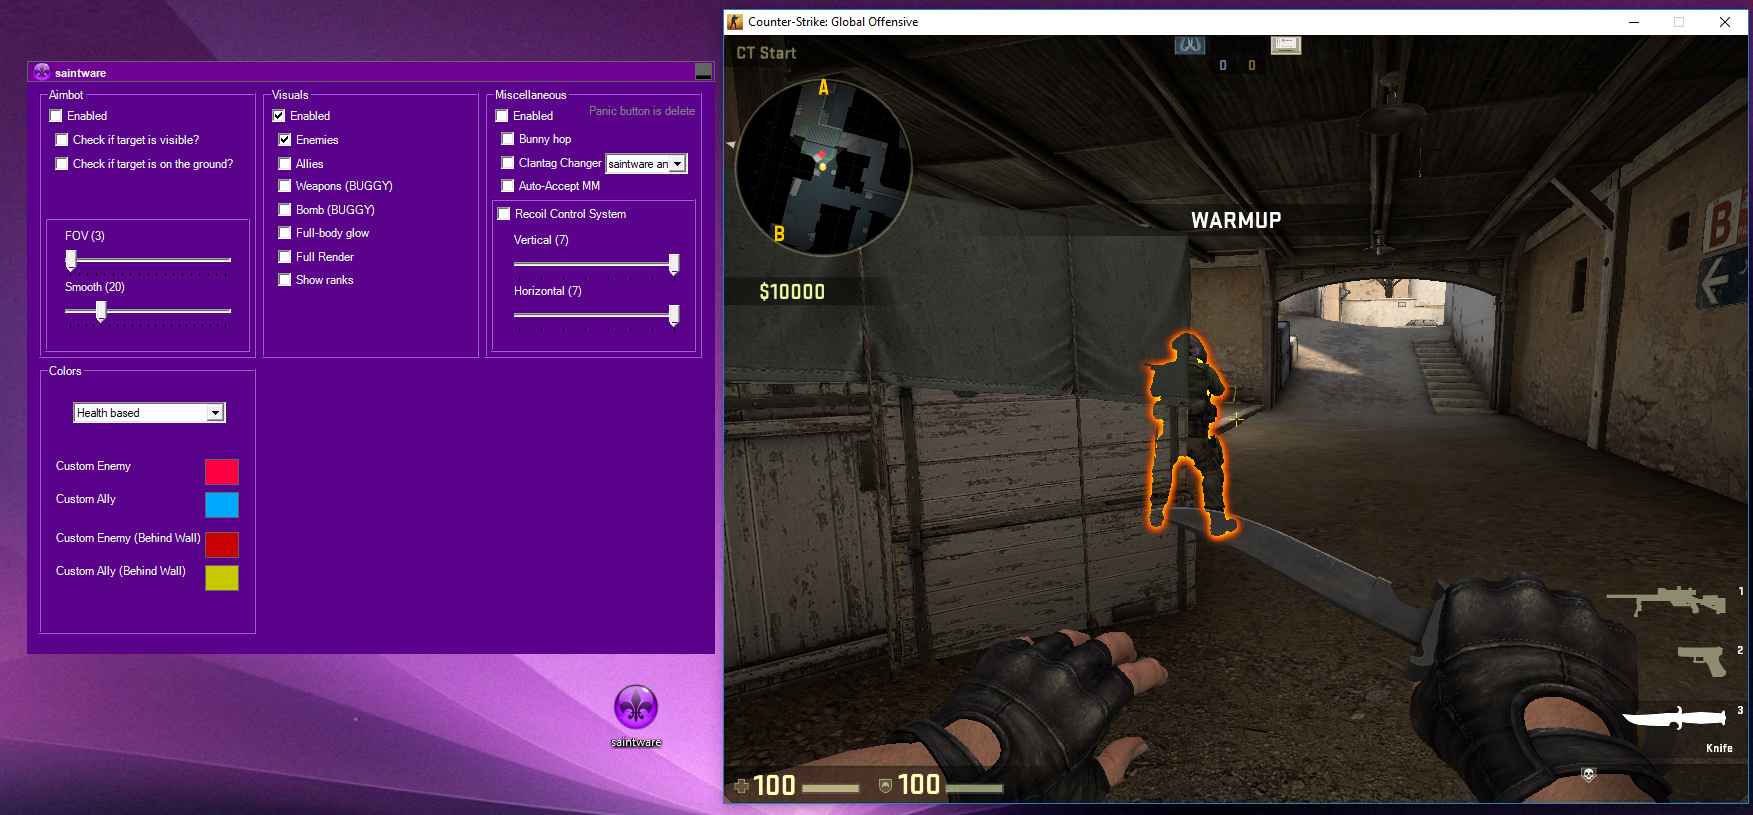 saintware
Aimbot
Enabled
Check if target is visible?
Check if target is on the ground?
FOV (3)
Smooth (20)
Visuals
Enabled
Enemies
Allies
Weapons (BUGGY)
Bomb (BUGGY)
Full-body glow
Full Render
Show ranks
Miscellaneous
Enabled
Panic button is delete
Bunny hop
Clantag Changer
saintware an
Auto-Accept MM
Recoil Control System
Vertical (7)
Horizontal (7)
Colors
Health based
Custom Enemy
Custom Ally
Custom Enemy (Behind Wall)
Custom Ally (Behind Wall)
saintware
Counter-Strike: Global Offensive
CT Start
0 0
A
B
WARMUP
$10000
B
1
2
3
Knife
100
100